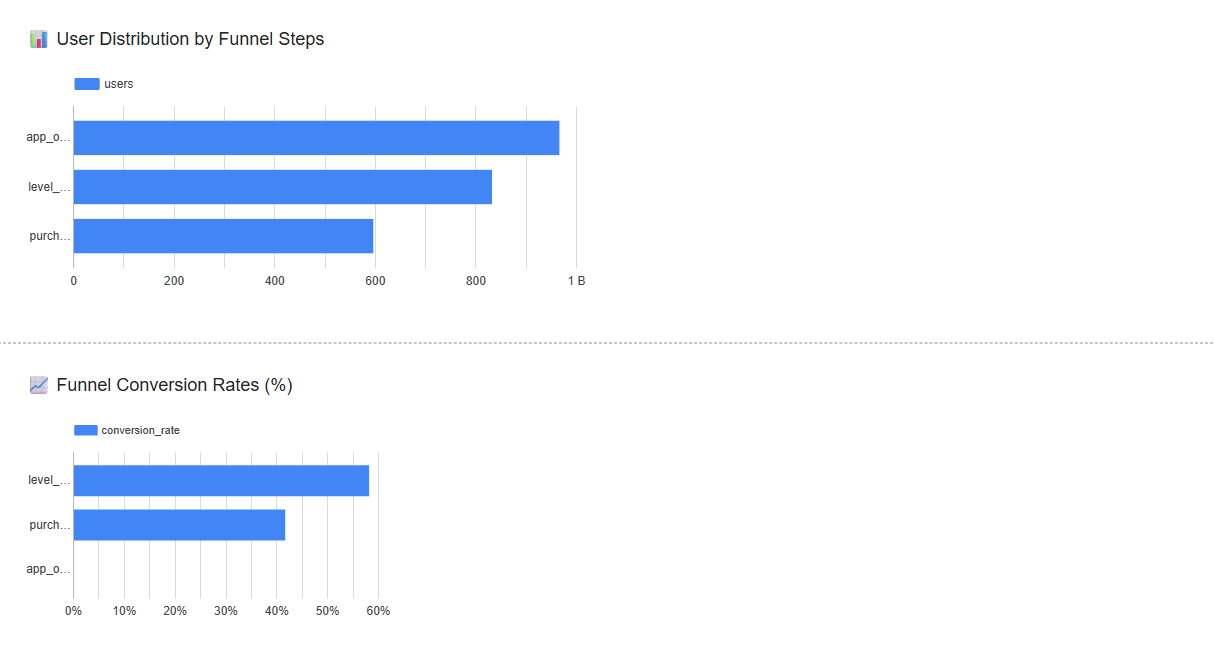 User Distribution by Funnel Steps
users
app_o...
level_...
purch...
0 200 400 600 800 1 B
Funnel Conversion Rates (%)
conversion_rate
level_...
purch...
app_o...
0% 10% 20% 30% 40% 50% 60%